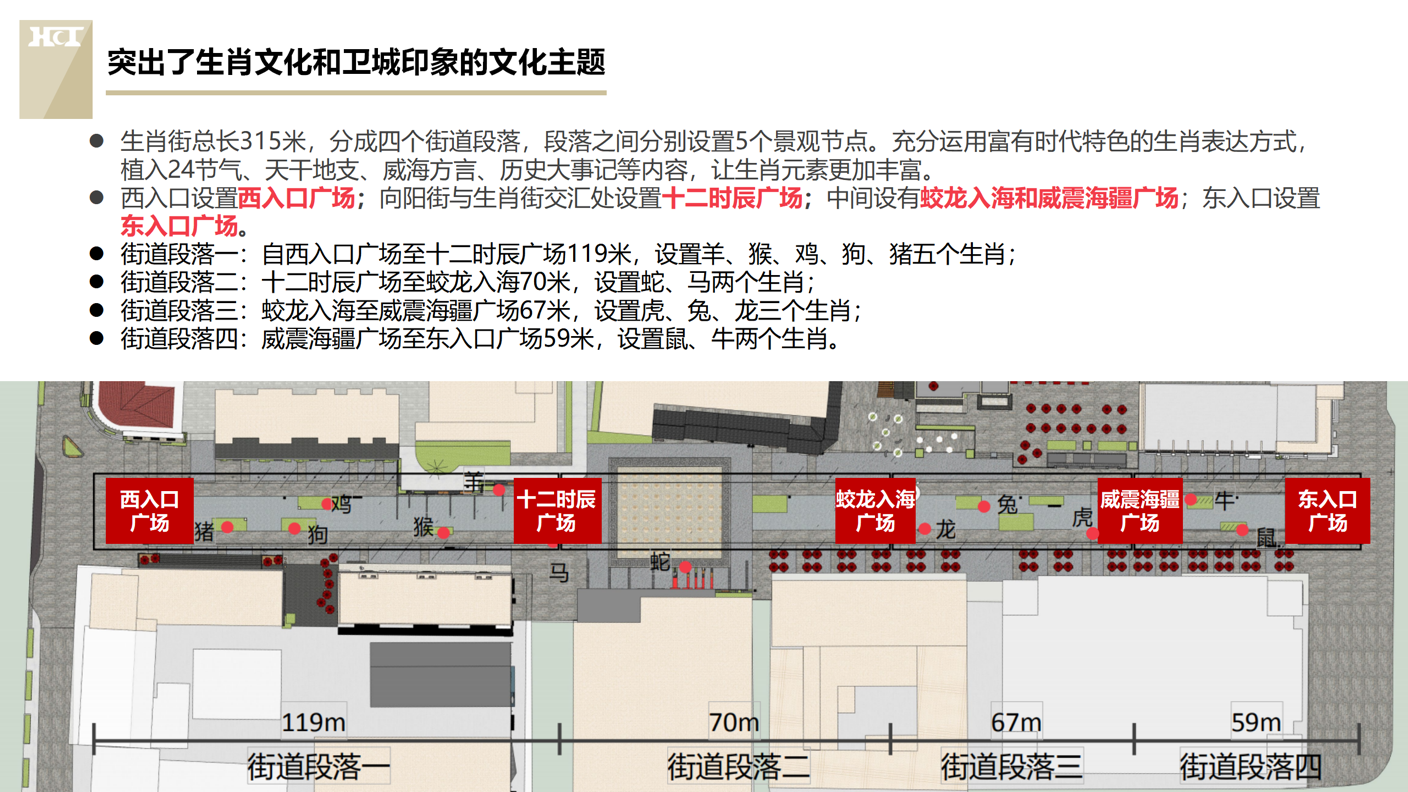 HCT
突出了生肖文化和卫城印象的文化主题
● 生肖街总长315米，分成四个街道段落，段落之间分别设置5个景观节点。充分运用富有时代特色的生肖表达方式，
植入24节气、天干地支、威海方言、历史大事记等内容，让生肖元素更加丰富。
● 西入口设置西入口广场；向阳街与生肖街交汇处设置十二时辰广场；中间设有蛟龙入海和威震海疆广场；东入口设置
东入口广场。
● 街道段落一：自西入口广场至十二时辰广场119米，设置羊、猴、鸡、狗、猪五个生肖；
● 街道段落二：十二时辰广场至蛟龙入海70米，设置蛇、马两个生肖；
● 街道段落三：蛟龙入海至威震海疆广场67米，设置虎、兔、龙三个生肖；
● 街道段落四：威震海疆广场至东入口广场59米，设置鼠、牛两个生肖。
西入口
广场
猪
鸡
狗
猴
羊
十二时辰
广场
马
蛇
蛟龙入海
广场
龙
兔
虎
威震海疆
广场
牛
鼠
东入口
广场
119m
70m
67m
59m
街道段落一
街道段落二
街道段落三
街道段落四